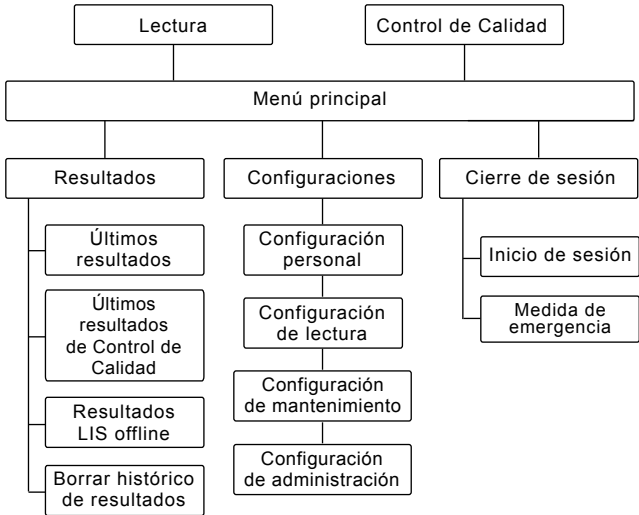 Lectura
Control de Calidad
Menú principal
Resultados
Configuraciones
Cierre de sesión
Últimos
resultados
Últimos
resultados
de Control de
Calidad
Resultados
LIS offline
Borrar histórico
de resultados
Configuración
personal
Configuración
de lectura
Configuración
de mantenimiento
Configuración
de administración
Inicio de sesión
Medida de
emergencia